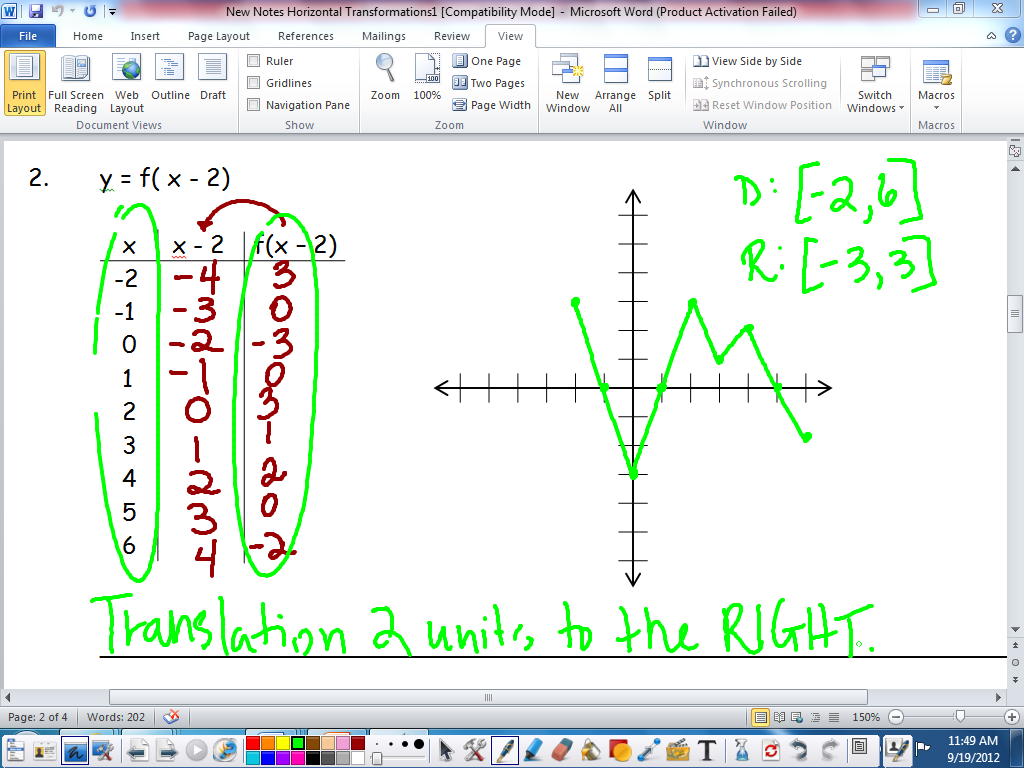 New Notes Horizontal Transformations1 [Compatibility Mode] - Microsoft Word (Product Activation Failed)
File Home Insert Page Layout References Mailings Review View
Print Layout Full Screen Reading Web Layout Outline Draft
Document Views
Ruler
Gridlines
Navigation Pane
Show
Zoom 100%
One Page
Two Pages
Page Width
Zoom
New Window Arrange All Split
View Side by Side
Synchronous Scrolling
Reset Window Position
Window
Switch Windows
Macros
Macros
2. y = f( x - 2)
x x - 2 f(x - 2)
-2 -4 3
-1 -3 0
0 -2 -3
1 -1 0
2 0 3
3 1 1
4 2 2
5 3 0
6 4 -2
D: [-2,6]
R: [-3,3]
Translation 2 units to the RIGHT.
Page: 2 of 4 Words: 202 150%
11:49 AM
9/19/2012